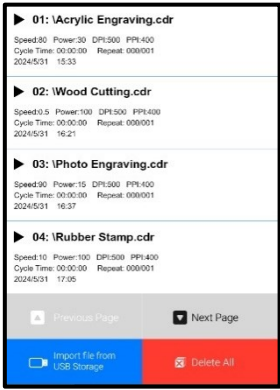 01: \Acrylic Engraving.cdr
Speed:80 Power:30 DPI:500 PPI:400
Cycle Time: 00:00:00 Repeat: 000/001
2024/5/31 15:33
02: \Wood Cutting.cdr
Speed:0.5 Power:100 DPI:500 PPI:400
Cycle Time: 00:00:00 Repeat: 000/001
2024/5/31 16:21
03: \Photo Engraving.cdr
Speed:90 Power:15 DPI:500 PPI:400
Cycle Time: 00:00:00 Repeat: 000/001
2024/5/31 16:37
04: \Rubber Stamp.cdr
Speed:10 Power:100 DPI:500 PPI:400
Cycle Time: 00:00:00 Repeat: 000/001
2024/5/31 17:05
Previous Page
Next Page
Import file from
USB Storage
Delete All